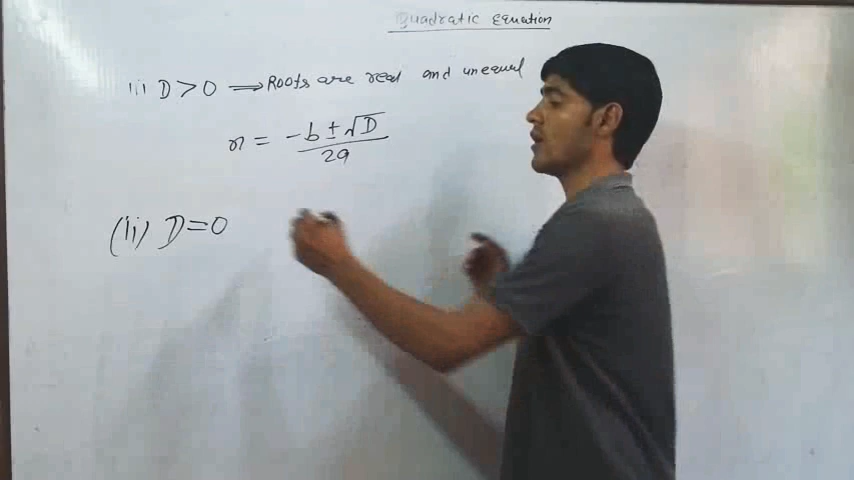 Quadratic Equation
(i) D > 0 ⟹ Roots are real and unequal
x = -b ± √D / 2a
(ii) D = 0